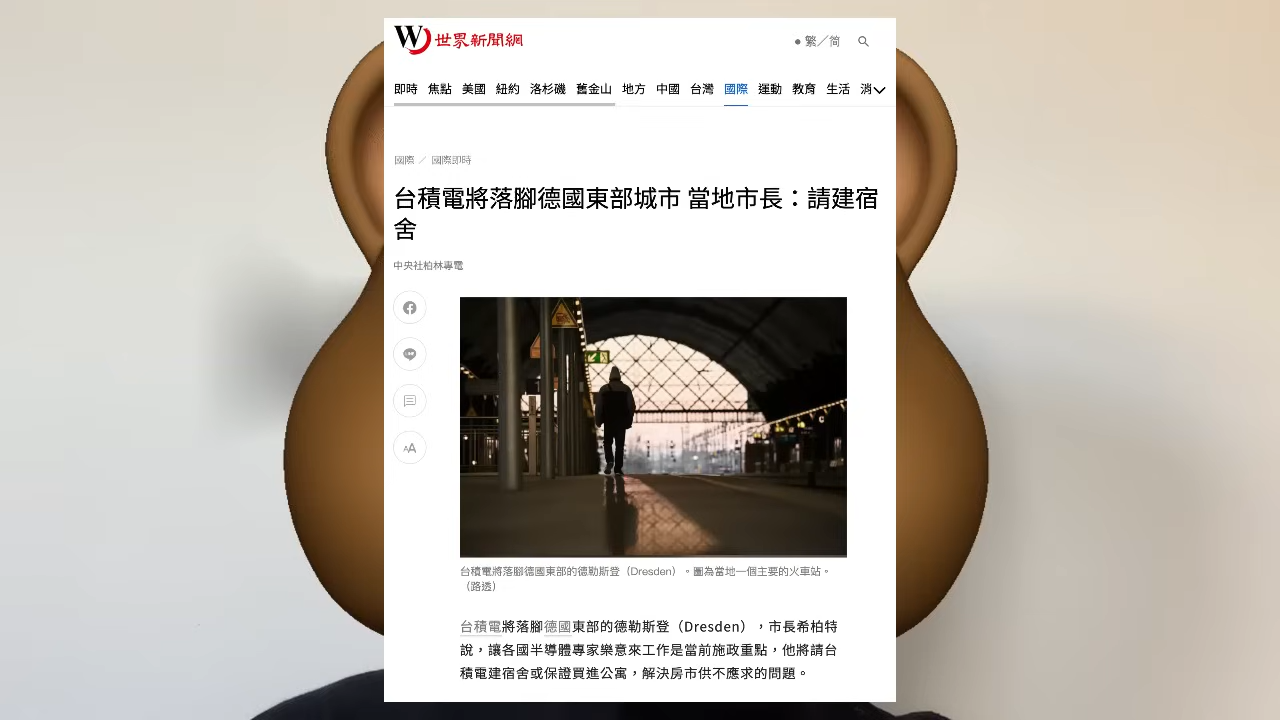 W 世界新聞網
繁／简
即時 焦點 美國 紐約 洛杉磯 舊金山 地方 中國 台灣 國際 運動 教育 生活 消
國際 ／ 國際即時
台積電將落腳德國東部城市 當地市長：請建宿
舍
中央社柏林專電
台積電將落腳德國東部的德勒斯登（Dresden）。圖為當地一個主要的火車站。
（路透）
AA
台積電將落腳德國東部的德勒斯登（Dresden），市長希柏特
說，讓各國半導體專家樂意來工作是當前施政重點，他將請台
積電建宿舍或保證買進公寓，解決房市供不應求的問題。